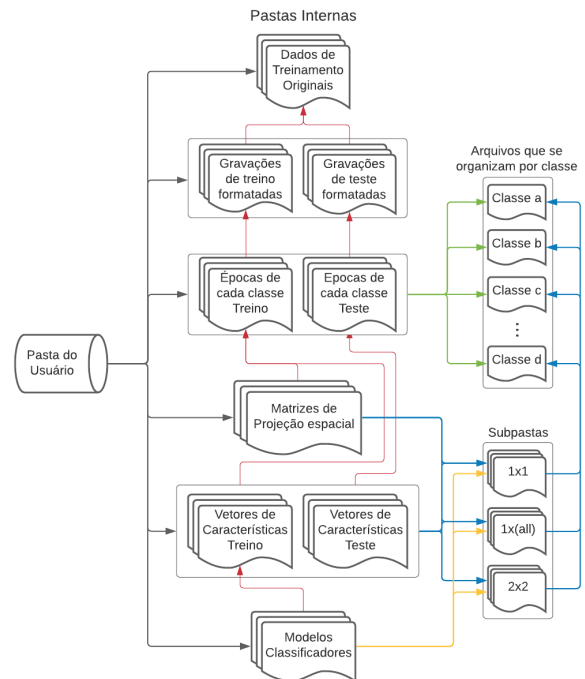 Pastas Internas
Dados de
Treinamento
Originais
Gravações
de treino
formatadas
Gravações
de teste
formatadas
Arquivos que se
organizam por classe
Classe a
Classe b
Classe c
⋮
Classe d
Épocas de
cada classe
Treino
Epocas de
cada classe
Teste
Pasta do
Usuário
Matrizes de
Projeção espacial
Subpastas
1x1
1x(all)
2x2
Vetores de
Características
Treino
Vetores de
Características
Teste
Modelos
Classificadores